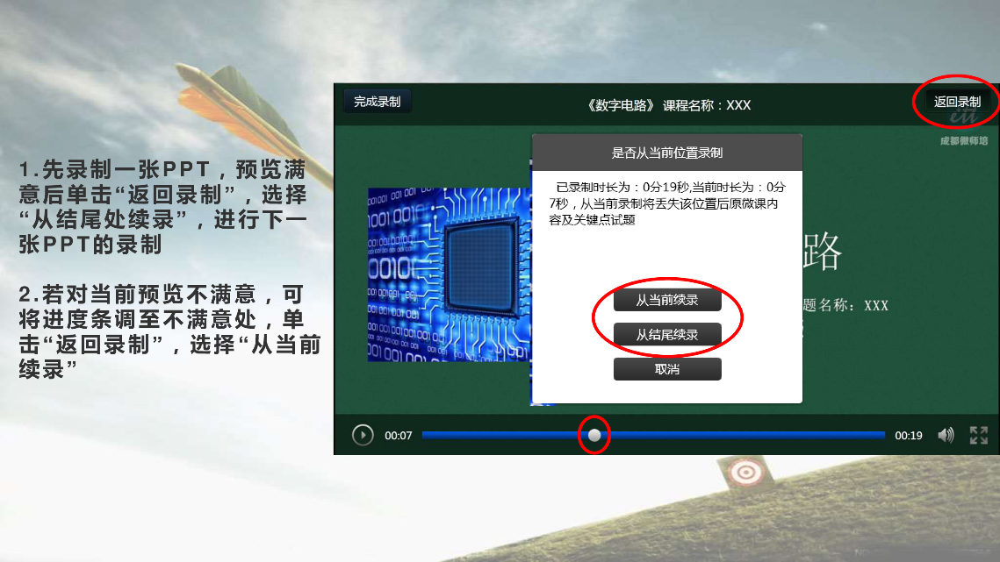 1.先录制一张PPT，预览满
意后单击“返回录制”，选择
“从结尾处续录”，进行下一
张PPT的录制
2.若对当前预览不满意，可
将进度条调至不满意处，单
击“返回录制”，选择“从当前
续录”
完成录制
《数字电路》 课程名称：XXX
返回录制
成都微师培
是否从当前位置录制
已录制时长为：0分19秒,当前时长为：0分
7秒，从当前录制将丢失该位置后原微课内
容及关键点试题
路
题名称：XXX
从当前续录
从结尾续录
取消
00:07
00:19